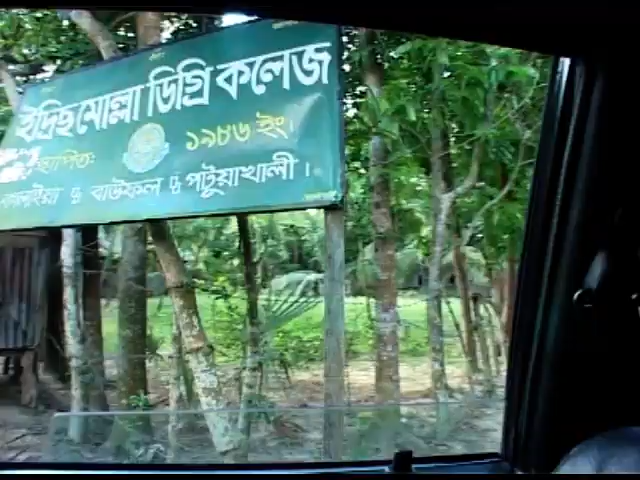 ইদ্রিছ মোল্লা ডিগ্রি কলেজ
স্থাপিতঃ ১৯৮৬ ইং।
বাউফল ঃ পটুয়াখালী।